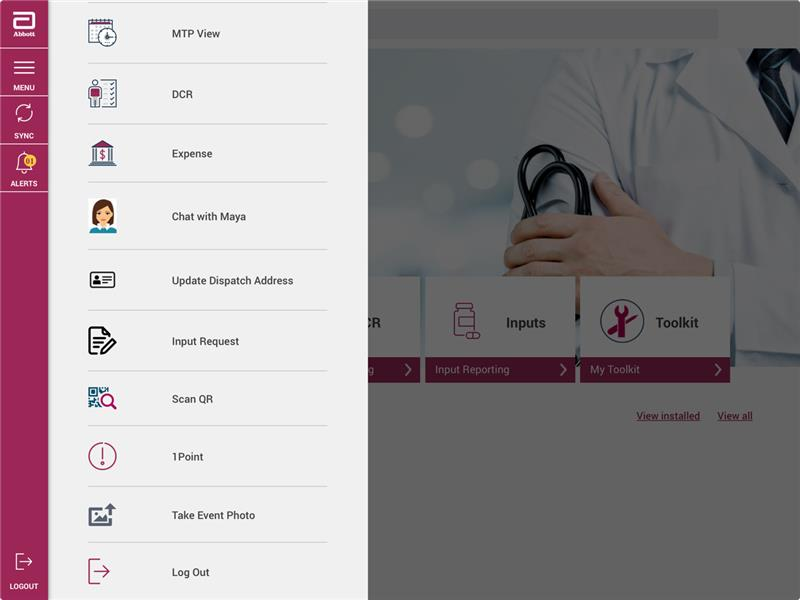 Abbott
MENU
SYNC
01
ALERTS
LOGOUT
MTP View
DCR
Expense
Chat with Maya
Update Dispatch Address
Input Request
Scan QR
1Point
Take Event Photo
Log Out
CR
Inputs
Toolkit
g
Input Reporting
My Toolkit
View installed
View all